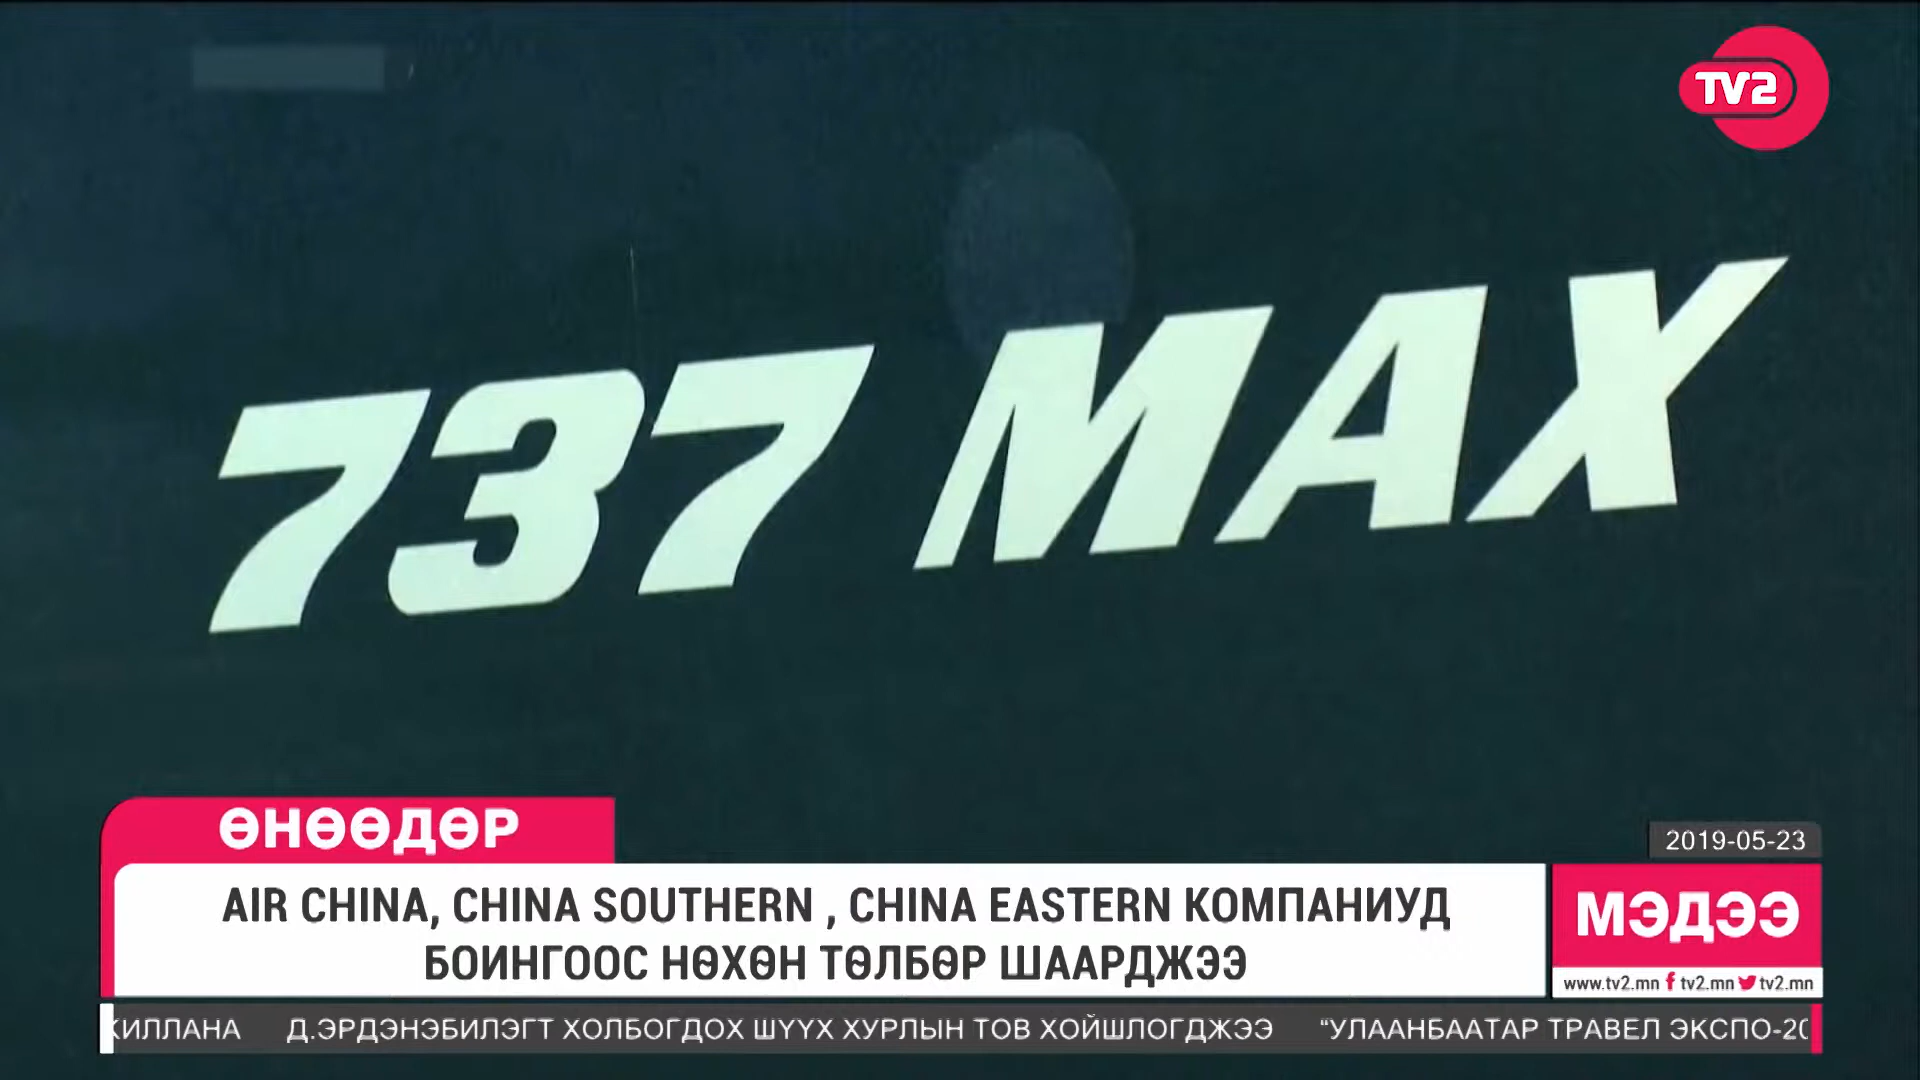 TV2
737 MAX
ӨНӨӨДӨР
2019-05-23
AIR CHINA, CHINA SOUTHERN , CHINA EASTERN КОМПАНИУД
БОИНГООС НӨХӨН ТӨЛБӨР ШААРДЖЭЭ
МЭДЭЭ
www.tv2.mn tv2.mn tv2.mn
ЖИЛЛАНА Д.ЭРДЭНЭБИЛЭГТ ХОЛБОГДОХ ШҮҮХ ХУРЛЫН ТОВ ХОЙШЛОГДЖЭЭ “УЛААНБААТАР ТРАВЕЛ ЭКСПО-20